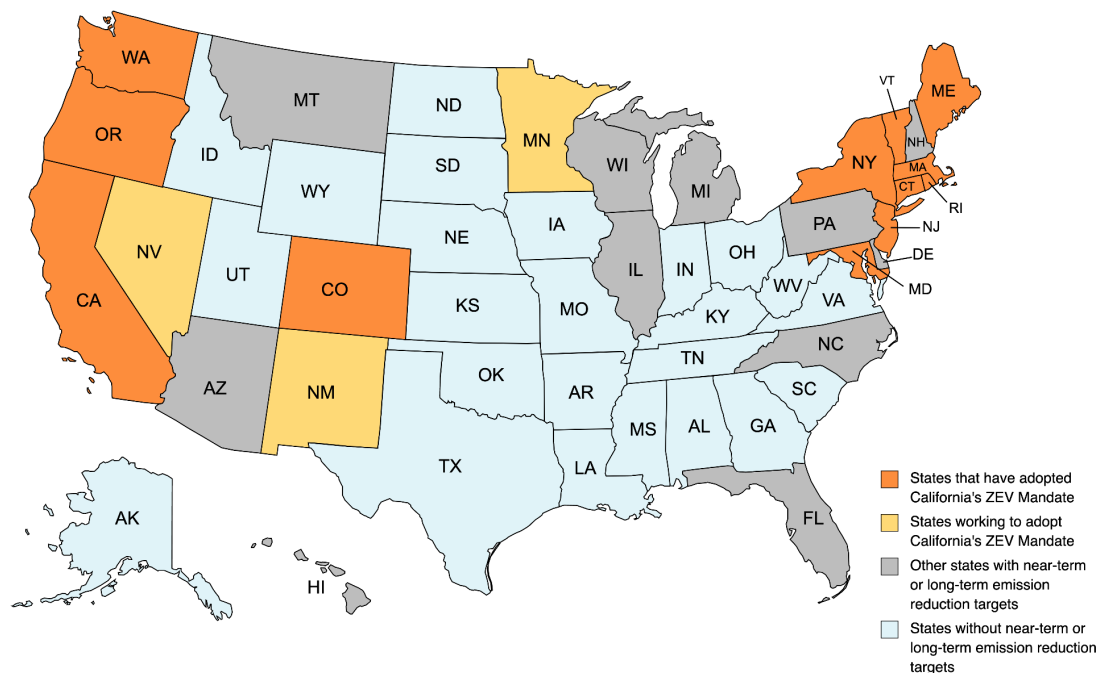 WA
MT
ND
MN
VT
ME
OR
ID
SD
WI
NY
NH
MA
WY
MI
CT
RI
IA
PA
NJ
NE
NV
OH
DE
UT
IL
IN
MD
CO
WV
CA
KS
MO
VA
KY
NC
TN
AZ
NM
OK
AR
SC
MS
AL
GA
TX
LA
AK
FL
HI
States that have adopted
California's ZEV Mandate
States working to adopt
California's ZEV Mandate
Other states with near-term
or long-term emission
reduction targets
States without near-term or
long-term emission reduction
targets